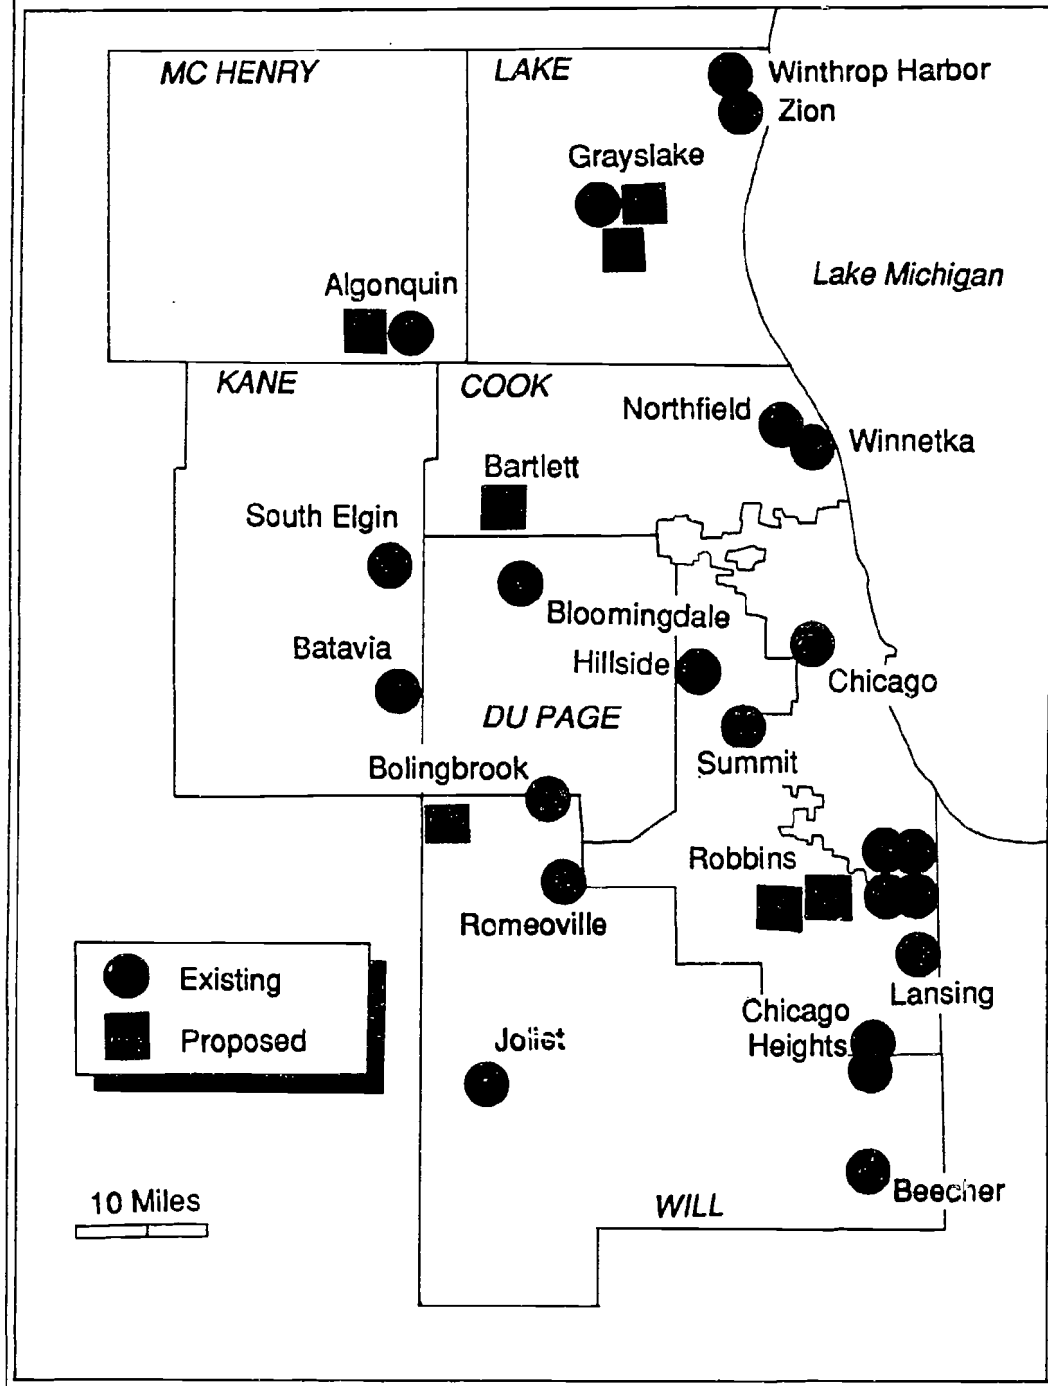 MC HENRY
LAKE
Winthrop Harbor
Zion
Grayslake
Lake Michigan
Algonquin
KANE
COOK
Northfield
Winnetka
Bartlett
South Elgin
Bloomingdale
Batavia
Hillside
Chicago
DU PAGE
Summit
Bolingbrook
Robbins
Romeoville
Existing
Proposed
Lansing
Chicago
Heights
Joliet
10 Miles
WILL
Beecher